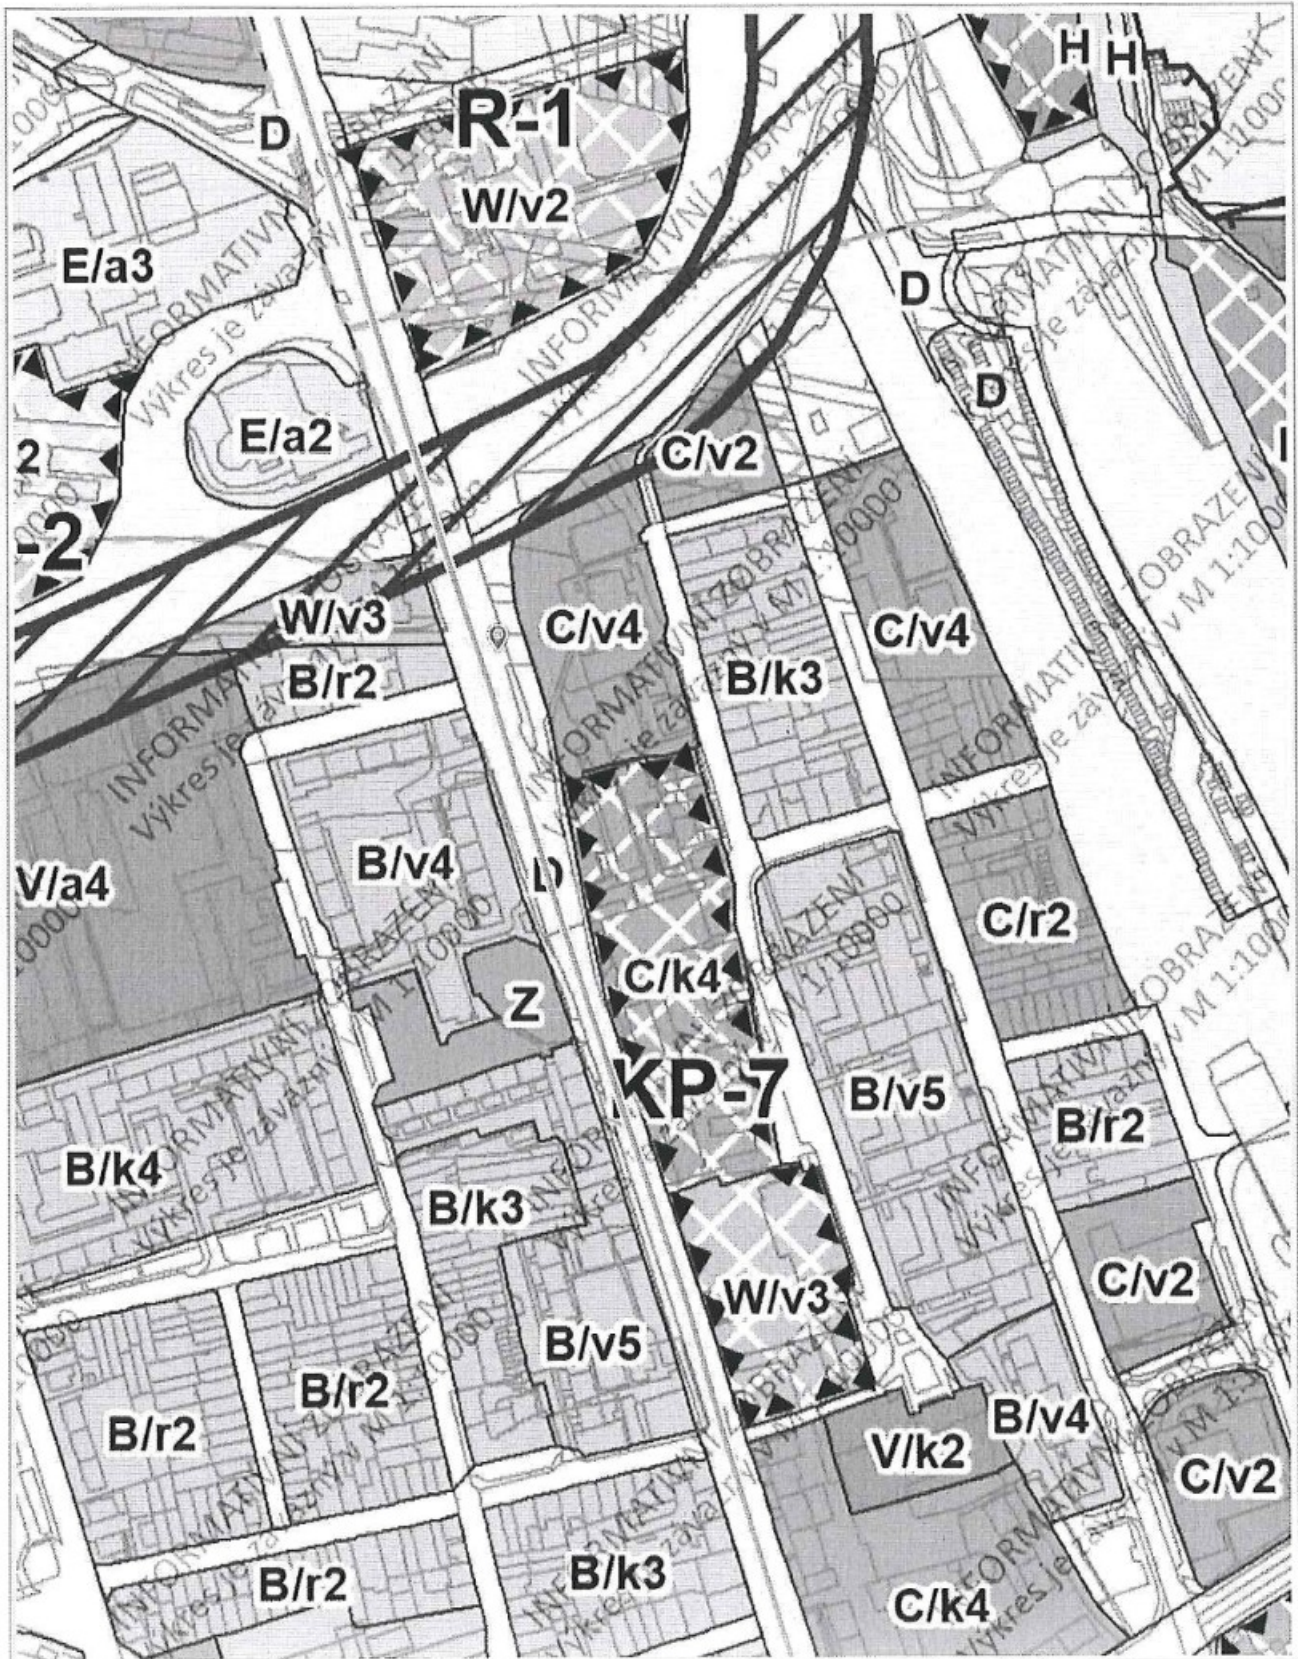 H H
R-1
D
W/v2
E/a3
D
D
E/a2
C/v2
2
-2
W/v3
C/v4
C/v4
B/r2
B/k3
B/v4
V/a4
D
C/r2
C/k4
Z
KP-7
B/v5
B/r2
B/k4
B/k3
C/v2
W/v3
B/v5
B/r2
B/r2
B/v4
V/k2
C/v2
B/r2
B/k3
C/k4
INFORMATIVNÍ ZOBRAZENÍ
Výkres je závazný v M 1:10000